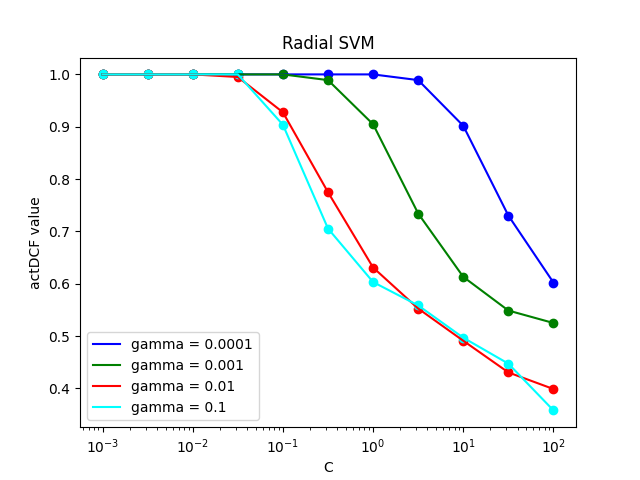 Radial SVM
1.0
0.9
0.8
0.7
0.6
0.5
0.4
actDCF value
gamma = 0.0001
gamma = 0.001
gamma = 0.01
gamma = 0.1
10⁻³ 10⁻² 10⁻¹ 10⁰ 10¹ 10²
C